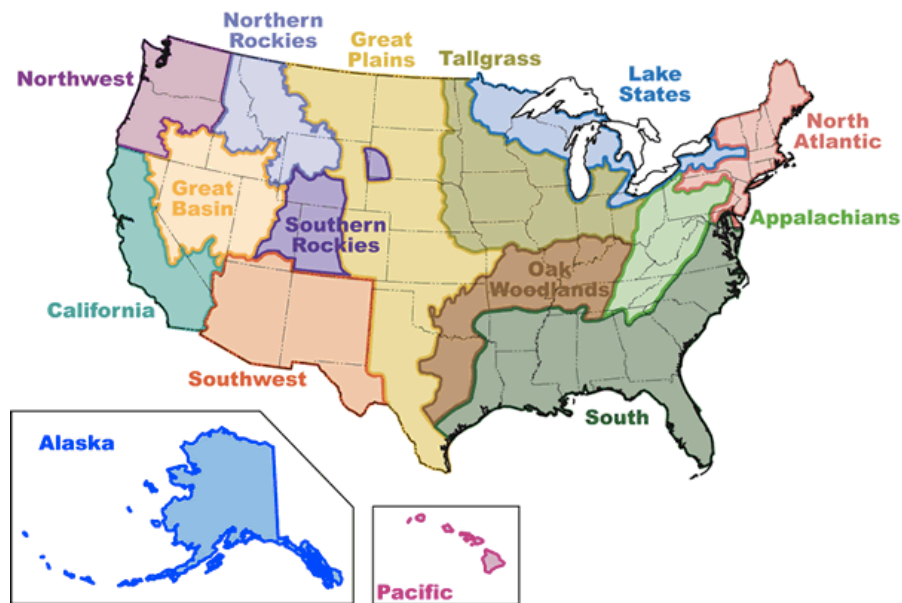 Northern
Rockies
Great
Plains
Tallgrass
Northwest
Lake
States
North
Atlantic
Great
Basin
Southern
Rockies
Appalachians
Oak
Woodlands
California
Southwest
South
Alaska
Pacific